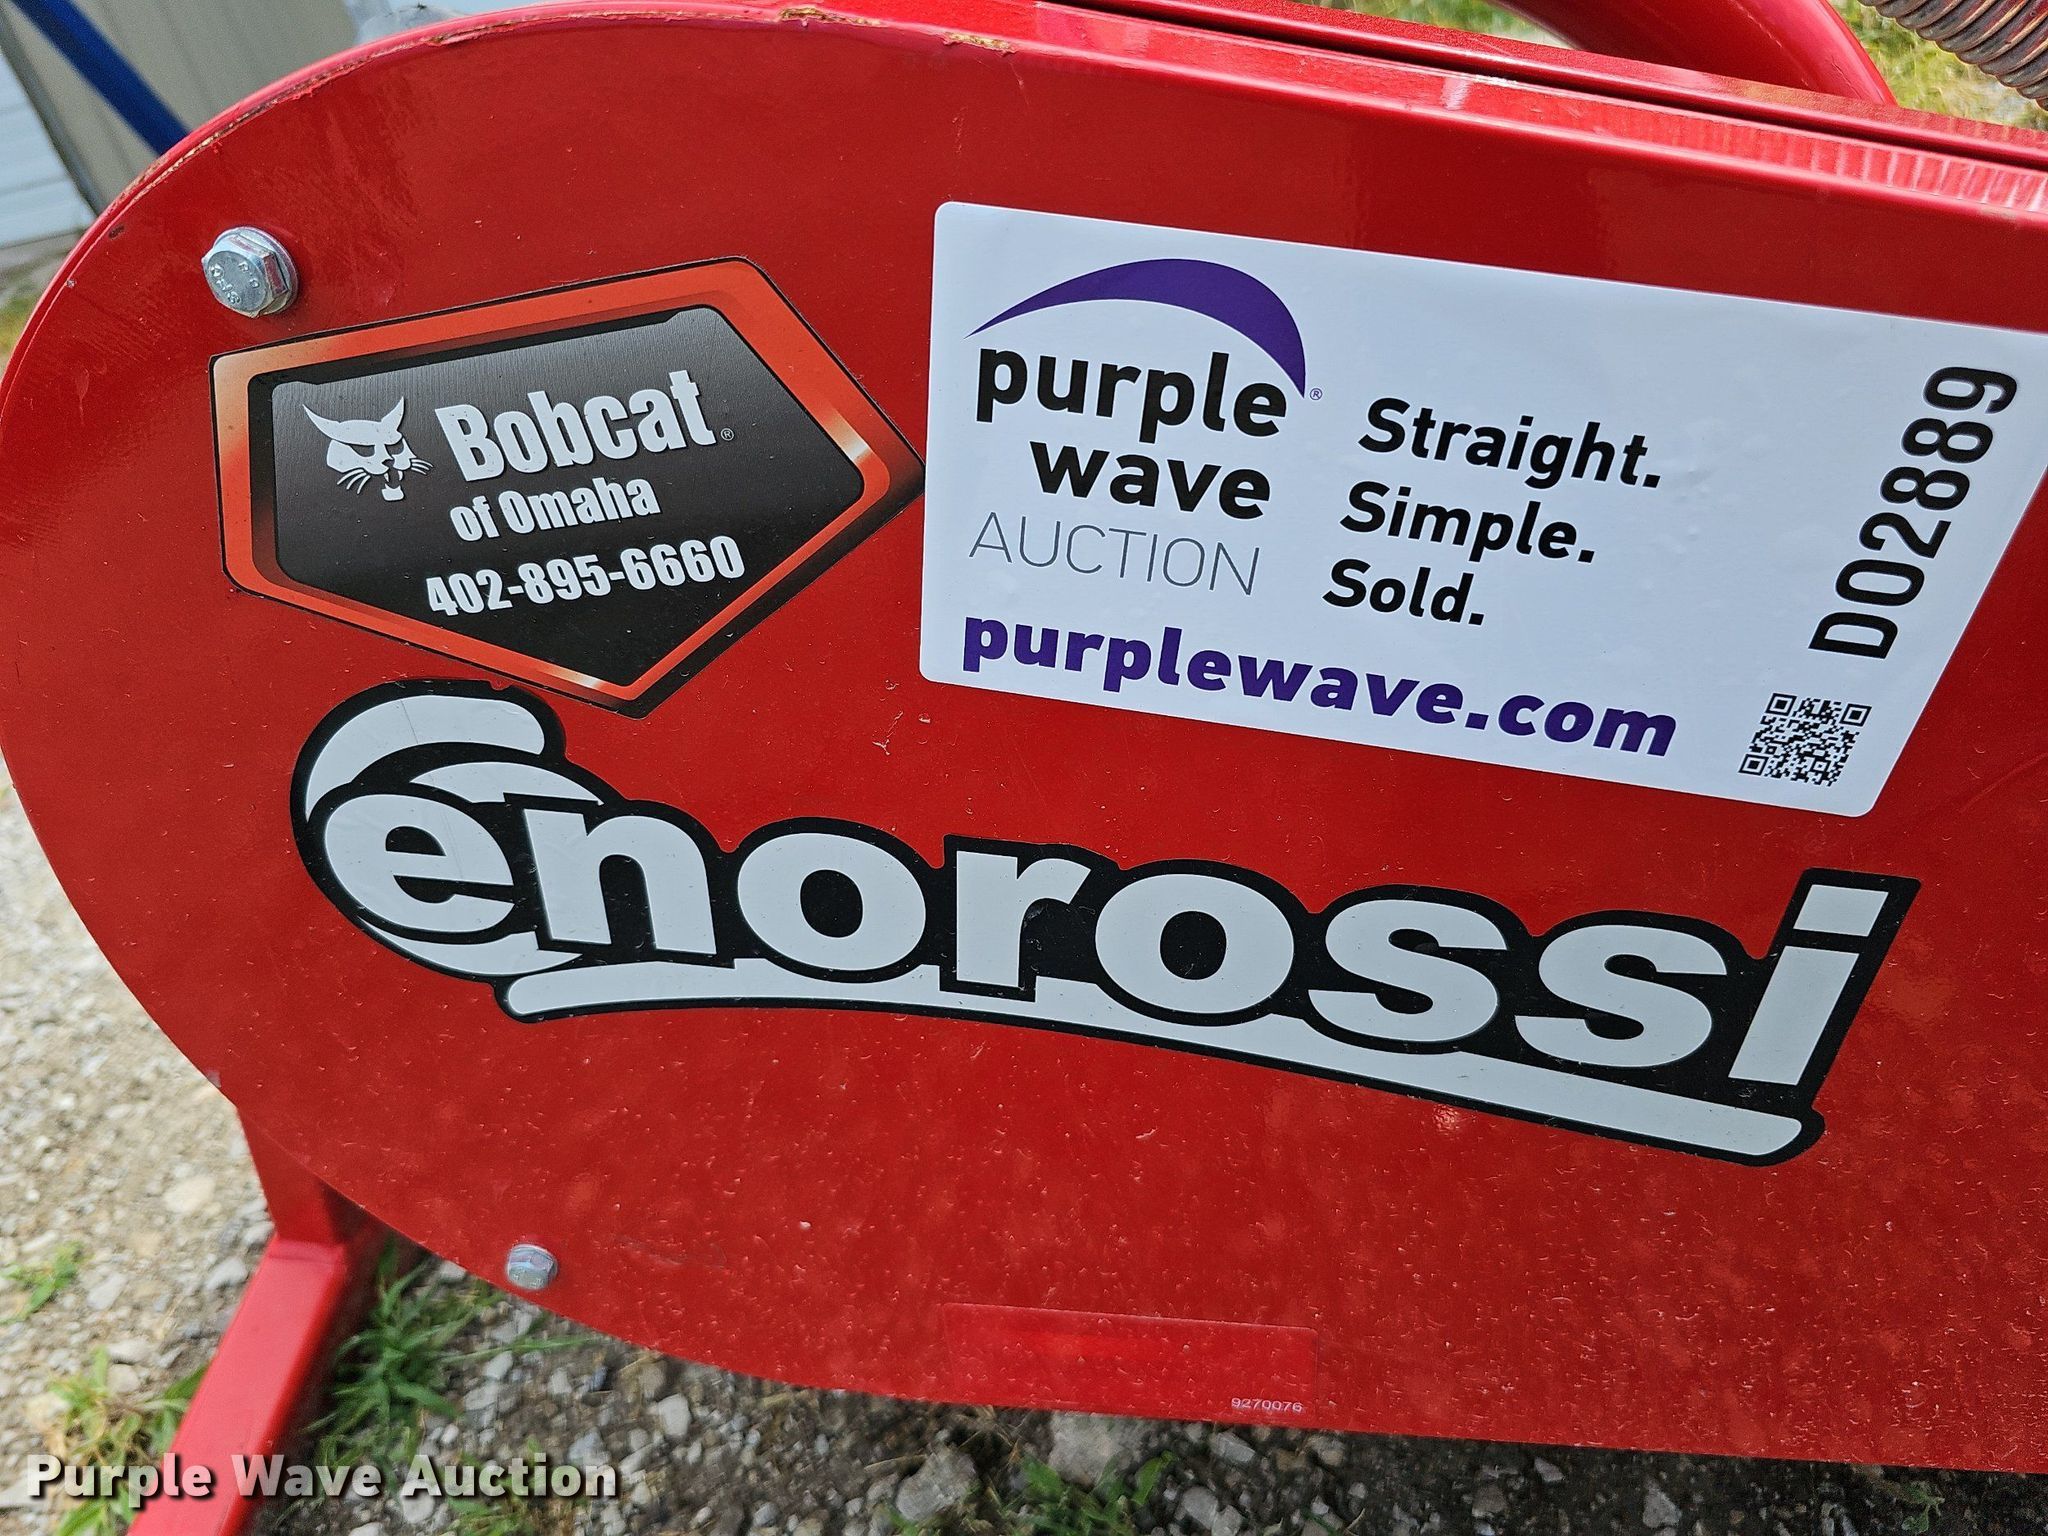 Bobcat®
of Omaha
402-895-6660
purple®
wave
AUCTION
Straight.
Simple.
Sold.
purplewave.com
DO2889
enorossi
9270076
Purple Wave Auction